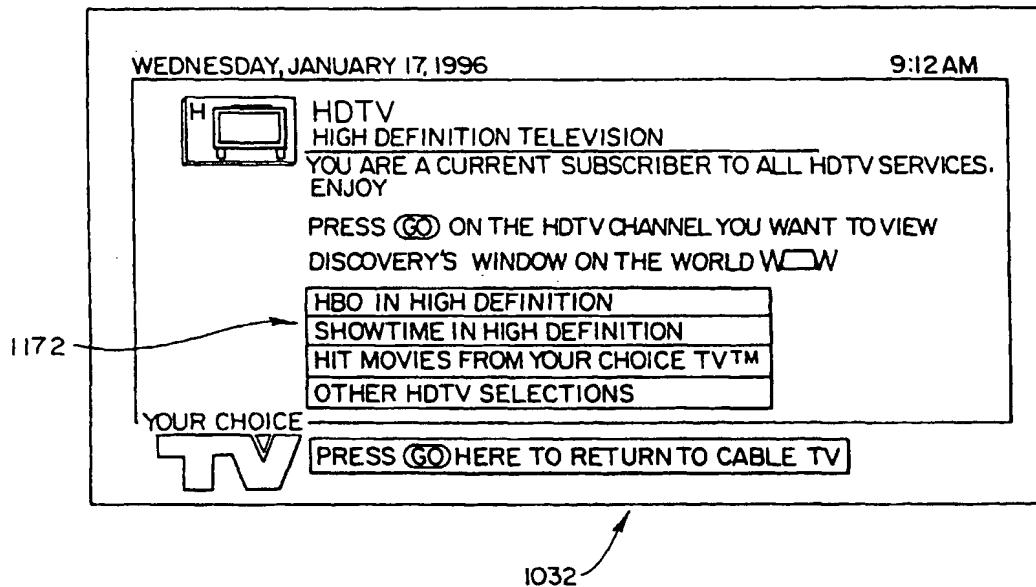 WEDNESDAY, JANUARY 17, 1996 9:12 AM
H HDTV
HIGH DEFINITION TELEVISION
YOU ARE A CURRENT SUBSCRIBER TO ALL HDTV SERVICES.
ENJOY
PRESS GO ON THE HDTV CHANNEL YOU WANT TO VIEW
DISCOVERY'S WINDOW ON THE WORLD WOW
HBO IN HIGH DEFINITION
SHOWTIME IN HIGH DEFINITION
1172
HIT MOVIES FROM YOUR CHOICE TV™
OTHER HDTV SELECTIONS
YOUR CHOICE
TV PRESS GO HERE TO RETURN TO CABLE TV
1032